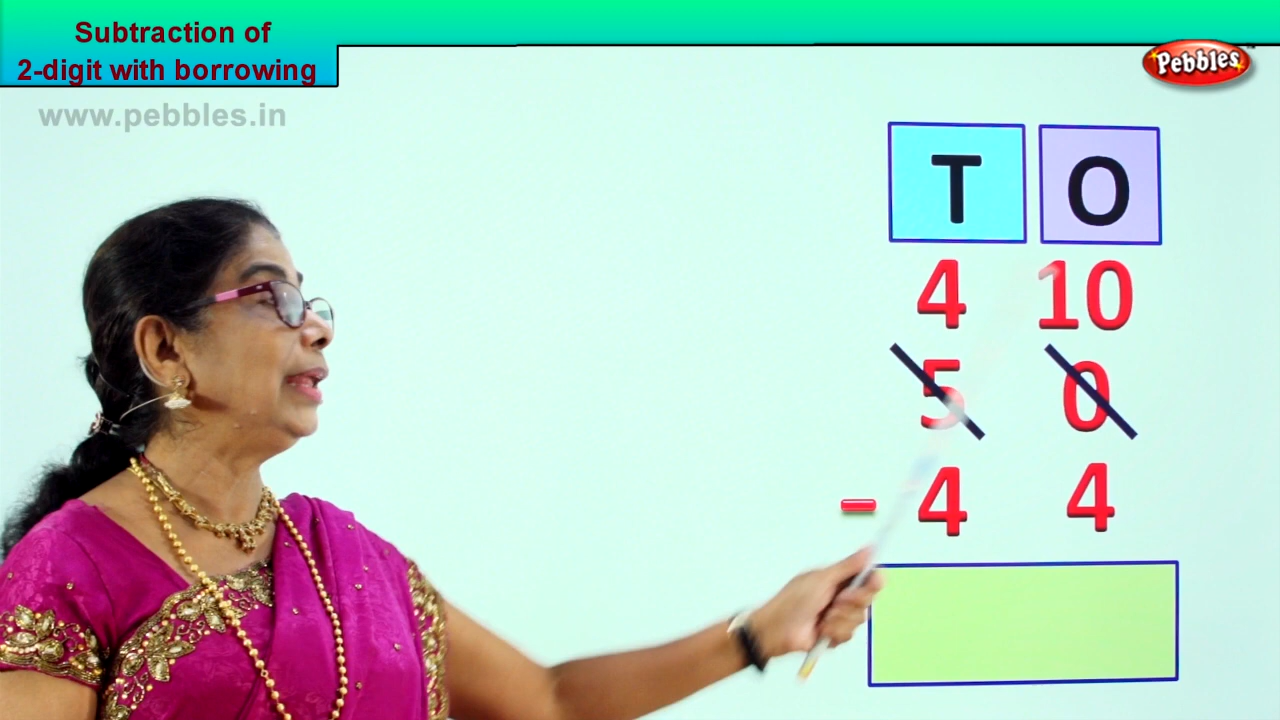 Subtraction of
2-digit with borrowing
Pebbles
www.pebbles.in
T O
4 10
5 0
- 4 4